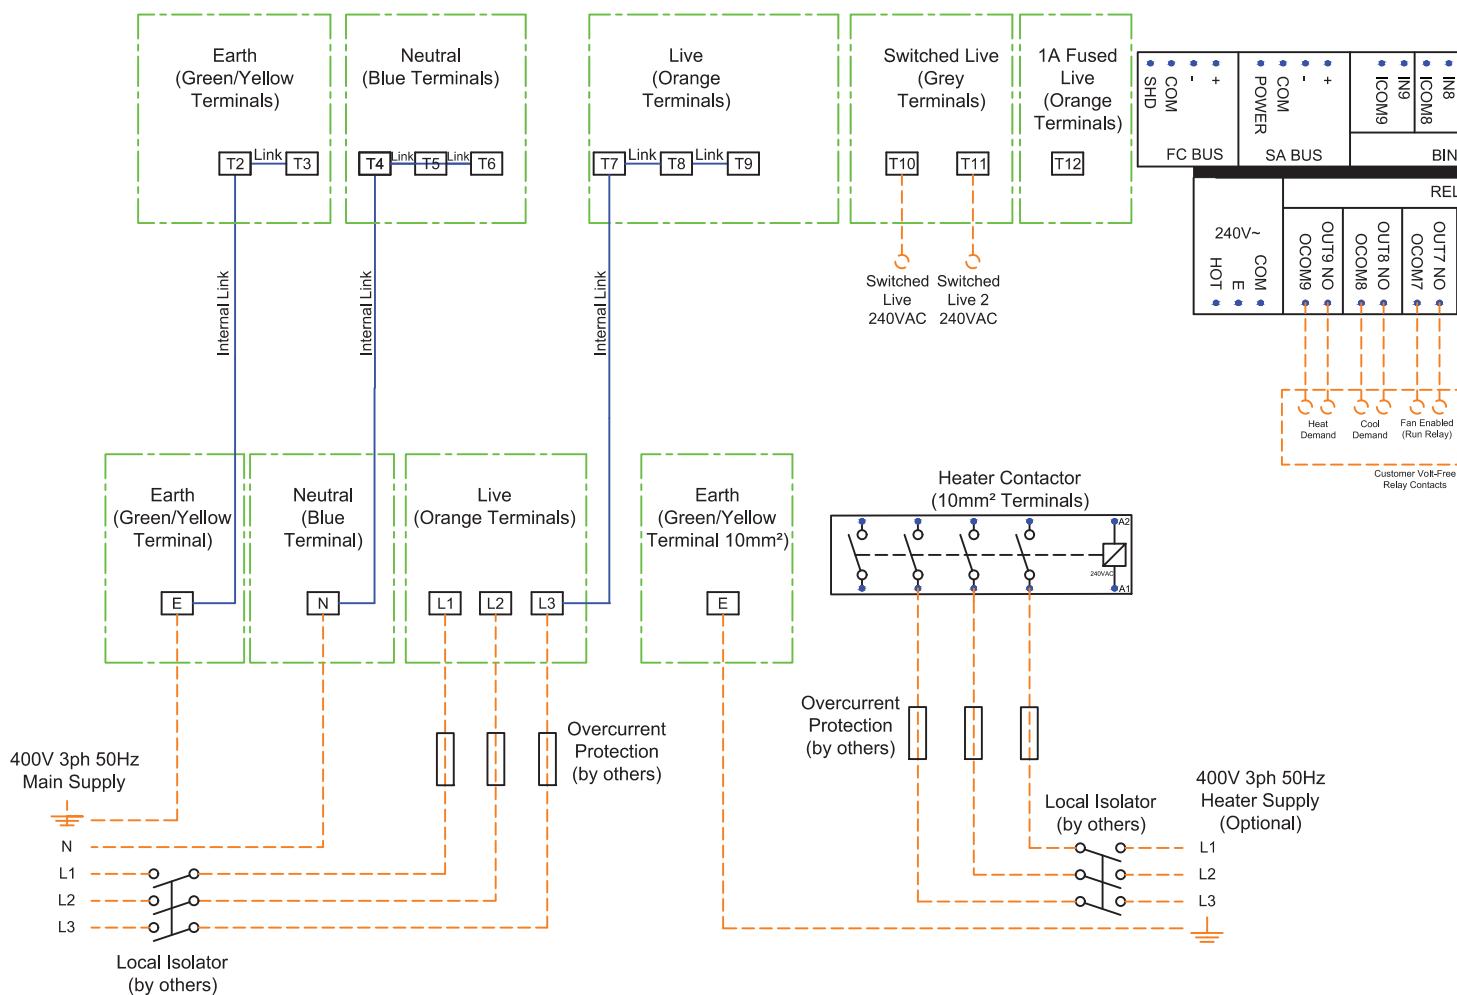 Earth
(Green/Yellow
Terminals)
Neutral
(Blue Terminals)
Live
(Orange
Terminals)
Switched Live
(Grey
Terminals)
1A Fused
Live
(Orange
Terminals)
T2
Link
T3
T4
Link
T5
Link
T6
T7
Link
T8
Link
T9
T10
T11
T12
SHD
COM
-
+
FC BUS
POWER
COM
-
+
SA BUS
ICOM9
IN9
ICOM8
IN8
BIN
REL
240V~
HOT
E
COM
OCOM9
OUT9 NO
OCOM8
OUT8 NO
OCOM7
OUT7 NO
Internal Link
Internal Link
Internal Link
Switched
Live
240VAC
Switched
Live 2
240VAC
Heat
Demand
Cool
Demand
Fan Enabled
(Run Relay)
Customer Volt-Free
Relay Contacts
Earth
(Green/Yellow
Terminal)
Neutral
(Blue
Terminal)
Live
(Orange Terminals)
Earth
(Green/Yellow
Terminal 10mm²)
Heater Contactor
(10mm² Terminals)
A2
240VAC
A1
E
N
L1
L2
L3
E
Overcurrent
Protection
(by others)
Overcurrent
Protection
(by others)
400V 3ph 50Hz
Main Supply
N
L1
L2
L3
Local Isolator
(by others)
Local Isolator
(by others)
400V 3ph 50Hz
Heater Supply
(Optional)
L1
L2
L3